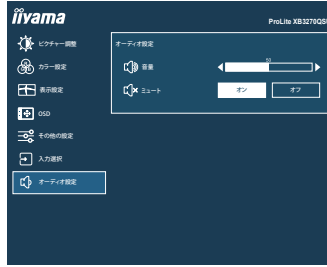 iiyama
ProLite XB3270QS
ピクチャー調整
カラー設定
表示設定
OSD
その他の設定
入力選択
オーディオ設定
オーディオ設定
音量
50
ミュート
オン
オフ